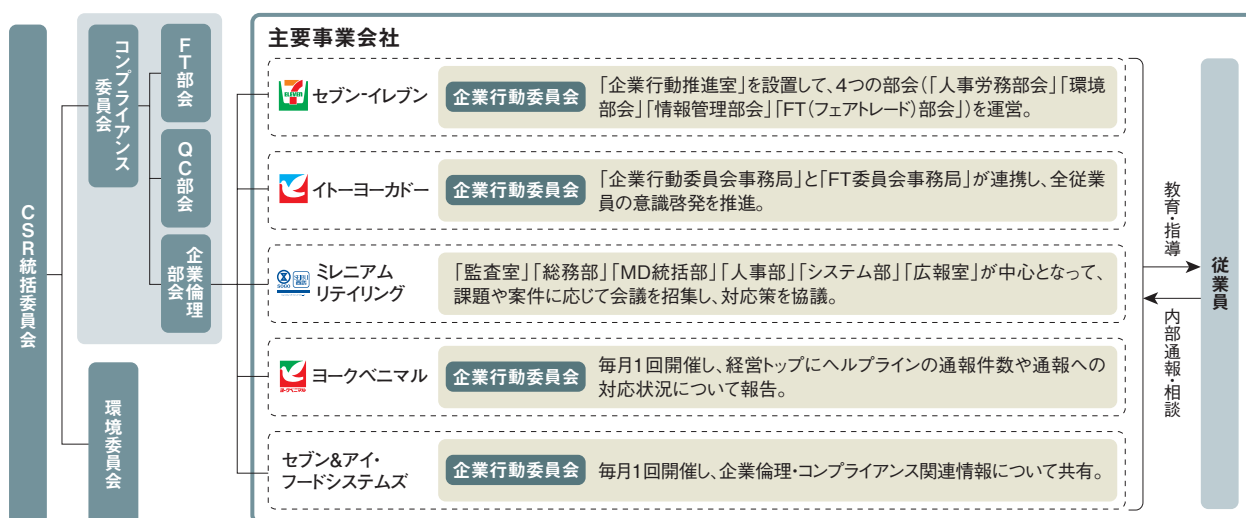 CSR統括委員会
コンプライアンス
委員会
環境委員会
FT部会
QC部会
企業倫理
部会
主要事業会社
7
ELEVEN
セブン-イレブン
企業行動委員会
「企業行動推進室」を設置して、4つの部会(「人事労務部会」「環境
部会」「情報管理部会」「FT(フェアトレード)部会」)を運営。
イトーヨーカドー
企業行動委員会
「企業行動委員会事務局」と「FT委員会事務局」が連携し、全従業
員の意識啓発を推進。
SOGO
SEIBU
ミレニアム
リテイリング
「監査室」「総務部」「MD統括部」「人事部」「システム部」「広報室」が中心となって、
課題や案件に応じて会議を招集し、対応策を協議。
ヨークベニマル
ヨークベニマル
企業行動委員会
毎月1回開催し、経営トップにヘルプラインの通報件数や通報への
対応状況について報告。
セブン&アイ・
フードシステムズ
企業行動委員会
毎月1回開催し、企業倫理・コンプライアンス関連情報について共有。
教育・指導
内部通報・相談
従業員